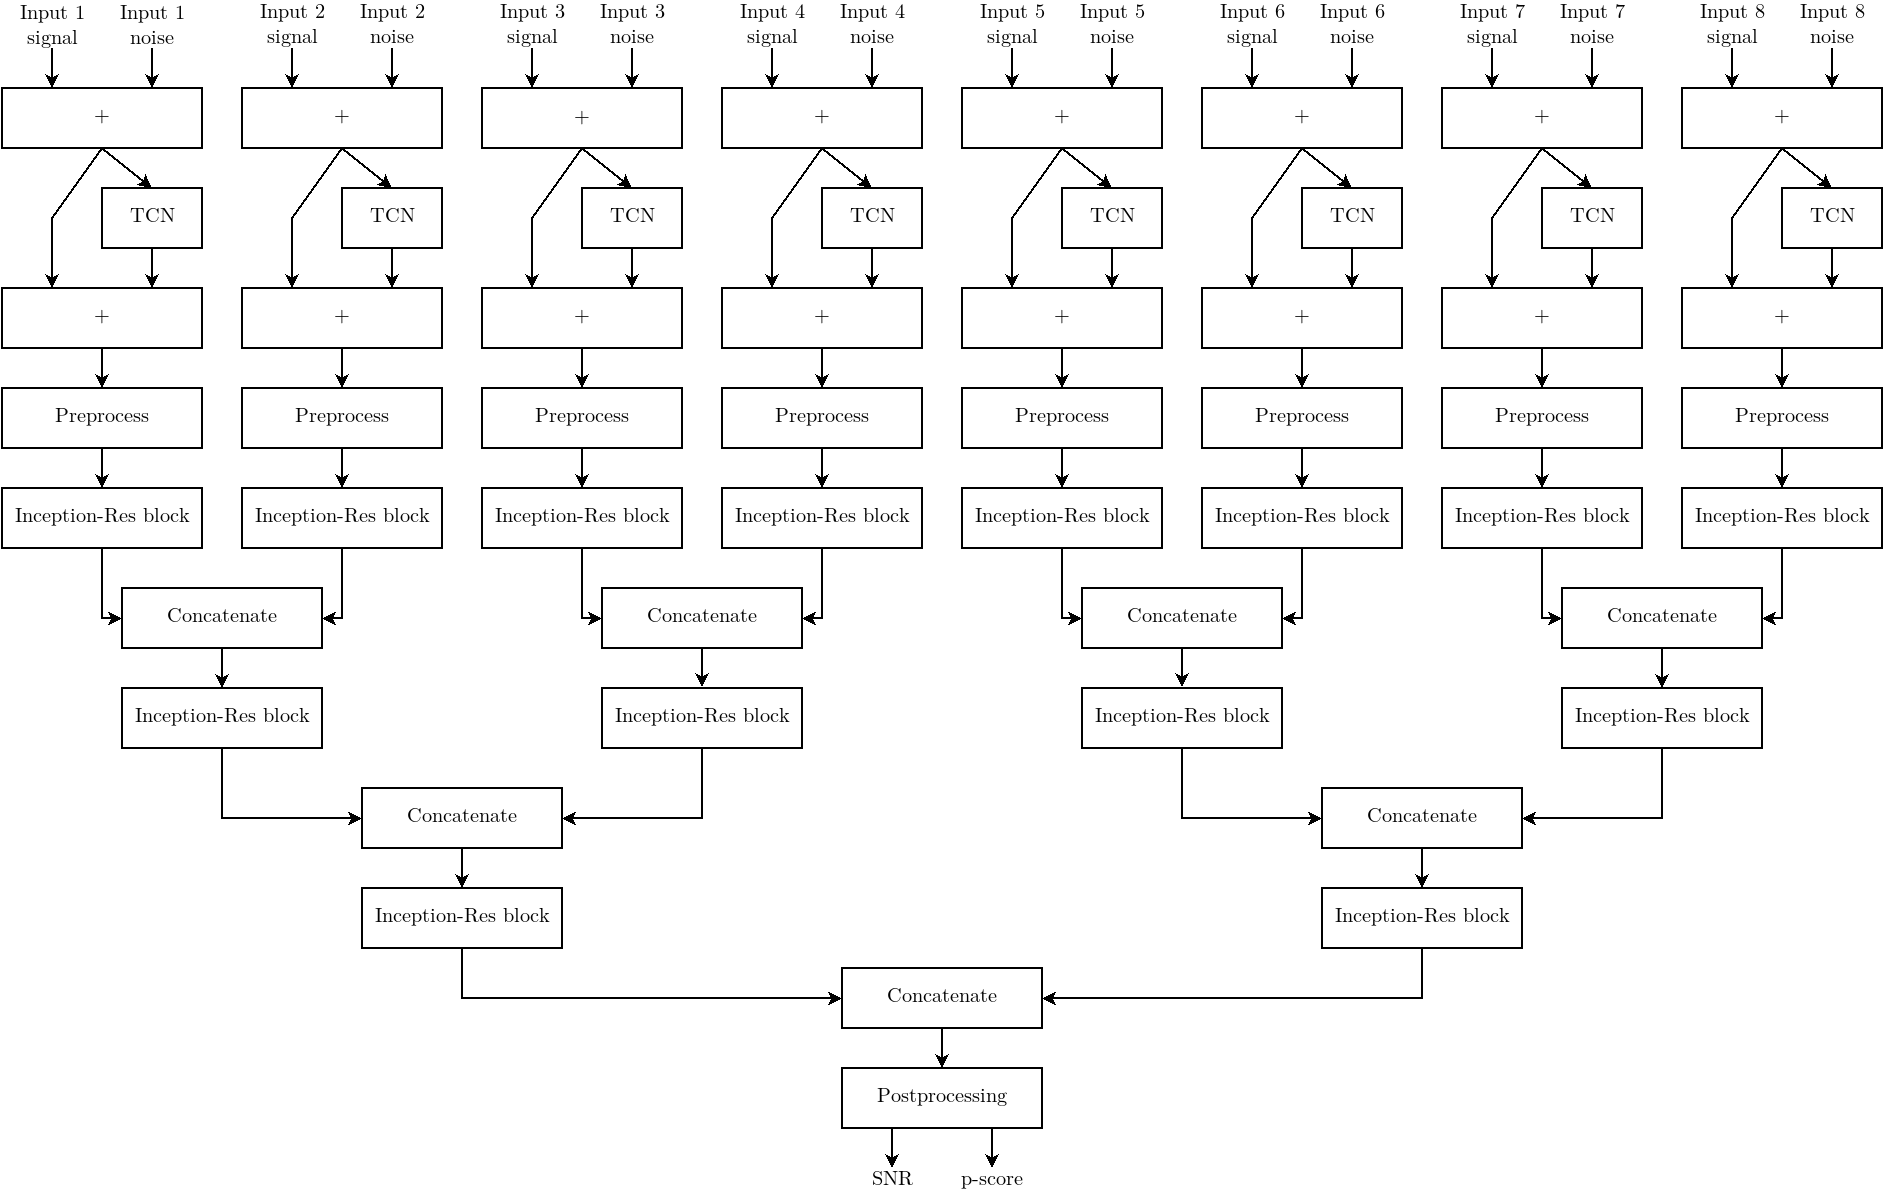 Input 1 Input 1 Input 2 Input 2 Input 3 Input 3 Input 4 Input 4 Input 5 Input 5 Input 6 Input 6 Input 7 Input 7 Input 8 Input 8
signal noise signal noise signal noise signal noise signal noise signal noise signal noise signal noise
+ + + + + + + +
TCN TCN TCN TCN TCN TCN TCN TCN
+ + + + + + + +
Preprocess Preprocess Preprocess Preprocess Preprocess Preprocess Preprocess Preprocess
Inception-Res block Inception-Res block Inception-Res block Inception-Res block Inception-Res block Inception-Res block Inception-Res block Inception-Res block
Concatenate Concatenate Concatenate Concatenate
Inception-Res block Inception-Res block Inception-Res block Inception-Res block
Concatenate Concatenate
Inception-Res block Inception-Res block
Concatenate
Postprocessing
SNR p-score